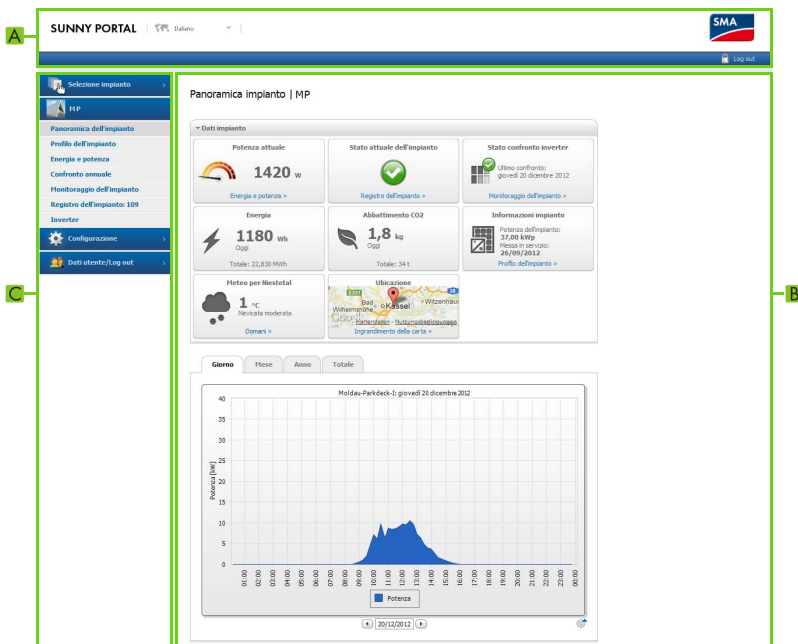 A
SUNNY PORTAL
Italiano
SMA
Log out
C
Selezione impianto
MP
Panoramica dell'impianto
Profilo dell'impianto
Energia e potenza
Confronto annuale
Monitoraggio dell'impianto
Registro dell'impianto: 109
Inverter
Configurazione
Dati utente/Log out
B
Panoramica impianto | MP
Dati impianto
Potenza attuale
1420 W
Energia e potenza »
Stato attuale dell'impianto
Registro dell'impianto »
Stato confronto inverter
Ultimo confronto:
giovedì 20 dicembre 2012
Monitoraggio dell'impianto »
Energia
1180 Wh
Oggi
Totale: 22,830 MWh
Abbattimento CO2
1,8 kg
Oggi
Totale: 34 t
Informazioni impianto
Potenza dell'impianto:
37,00 kWp
Messa in servizio:
26/09/2012
Profilo dell'impianto »
Meteo per Niestetal
1 °C
Nevicata moderata
Domani »
Ubicazione
Bad
Wilhelmshöhe
Kassel
Witzenhau
Kartendaten - Nutzungsbedingungen
Ingrandimento della carta »
Giorno Mese Anno Totale
Moldau-Parkdeck-I: giovedì 20 dicembre 2012
Potenza [kW]
40
35
30
25
20
15
10
5
0
01:00 02:00 03:00 04:00 05:00 06:00 07:00 08:00 09:00 10:00 11:00 12:00 13:00 14:00 15:00 16:00 17:00 18:00 19:00 20:00 21:00 22:00 23:00 00:00
Potenza
20/12/2012